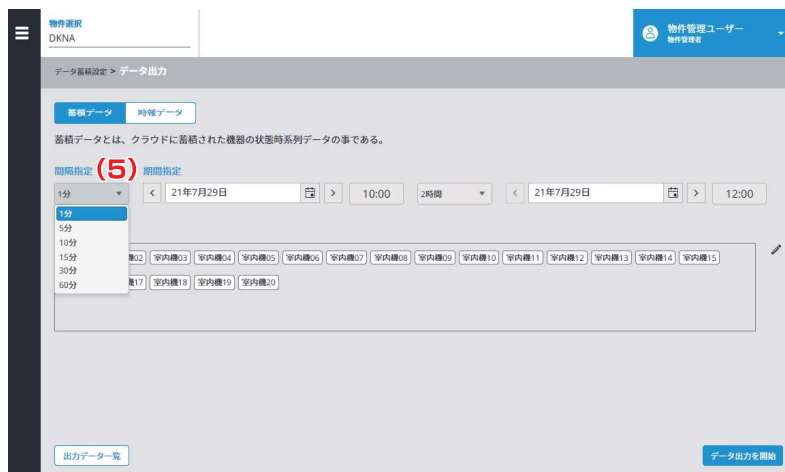 物件選択
DKNA
物件管理ユーザー
物件管理者
データ蓄積設定 > データ出力
蓄積データ 時報データ
蓄積データとは、クラウドに蓄積された機器の状態時系列データの事である。
間隔指定 (5) 期間指定
1分 21年7月29日 10:00 2時間 21年7月29日 12:00
1分
5分
10分
15分
30分
60分
機02 室内機03 室内機04 室内機05 室内機06 室内機07 室内機08 室内機09 室内機10 室内機11 室内機12 室内機13 室内機14 室内機15
機17 室内機18 室内機19 室内機20
出力データ一覧 データ出力を開始